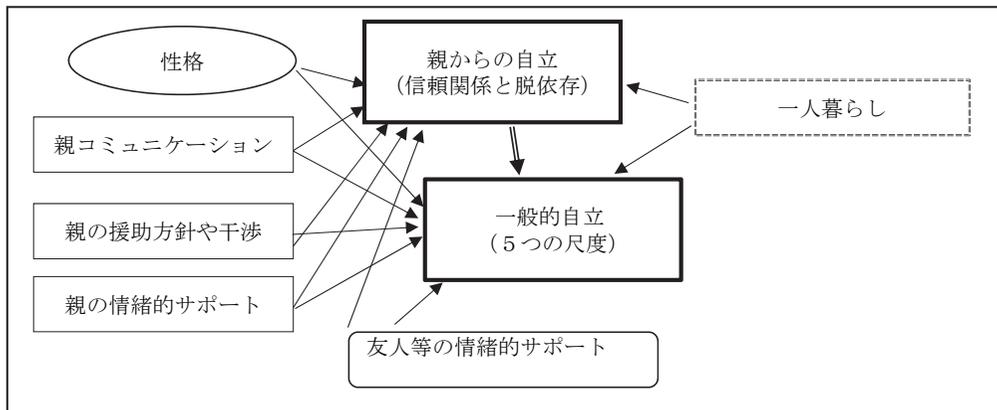 性格
親からの自立
(信頼関係と脱依存)
一人暮らし
親コミュニケーション
親の援助方針や干渉
一般的自立
(５つの尺度)
親の情緒的サポート
友人等の情緒的サポート